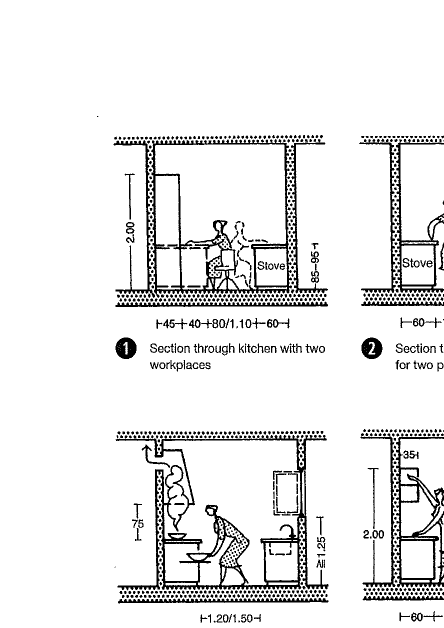 2.00
Stove
85–95
45 40 80/1.10 60
1 Section through kitchen with two
workplaces
Stove
60
2 Section t
for two p
75
All 1.25
1.20/1.50
35
2.00
60